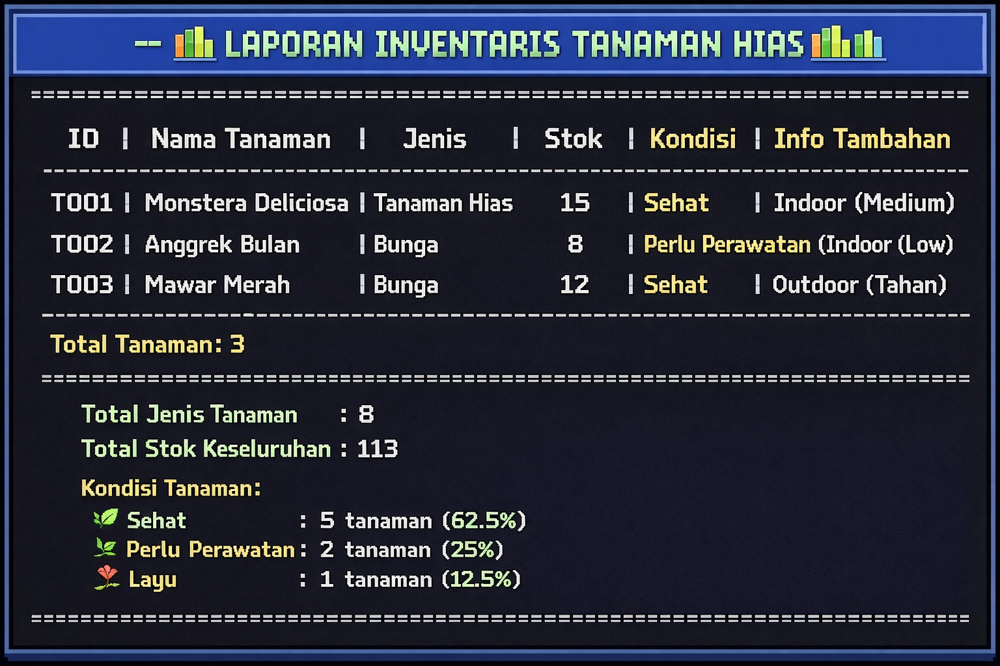 -- LAPORAN INVENTARIS TANAMAN HIAS
ID | Nama Tanaman | Jenis | Stok | Kondisi | Info Tambahan
T001 | Monstera Deliciosa | Tanaman Hias 15 | Sehat | Indoor (Medium)
T002 | Anggrek Bulan | Bunga 8 | Perlu Perawatan (Indoor (Low)
T003 | Mawar Merah | Bunga 12 | Sehat | Outdoor (Tahan)
Total Tanaman: 3
Total Jenis Tanaman : 8
Total Stok Keseluruhan : 113
Kondisi Tanaman:
Sehat : 5 tanaman (62.5%)
Perlu Perawatan : 2 tanaman (25%)
Layu : 1 tanaman (12.5%)